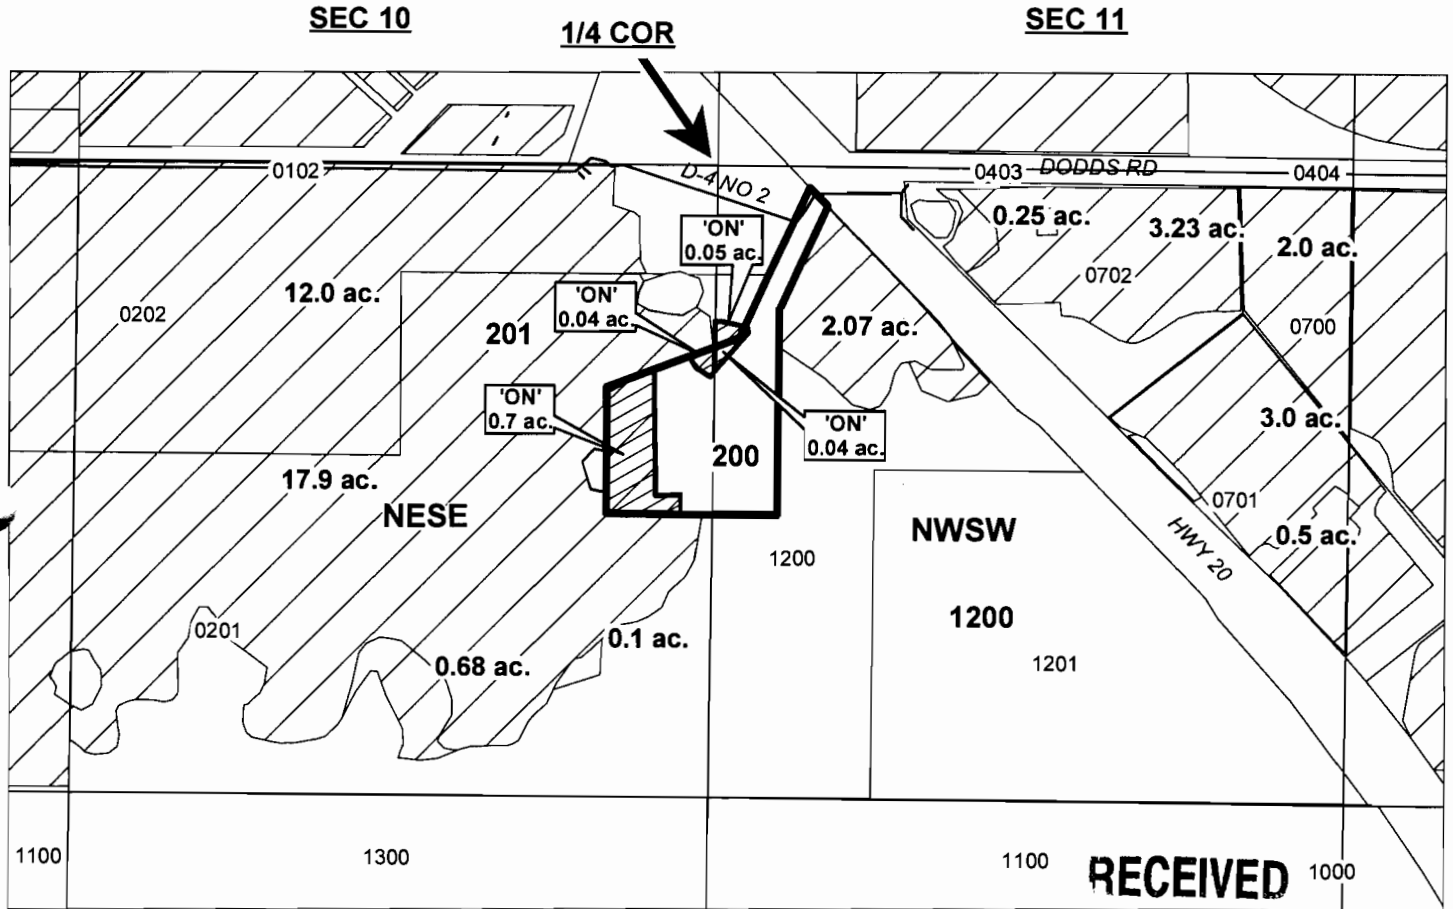 SEC 10
1/4 COR
SEC 11
0102
D-4 NO 2
0403
DODDS RD
0404
'ON'
0.05 ac.
0.25 ac.
3.23 ac.
2.0 ac.
0702
12.0 ac.
0202
'ON'
0.04 ac.
201
2.07 ac.
0700
'ON'
0.7 ac.
'ON'
0.04 ac.
3.0 ac.
200
17.9 ac.
NESE
NWSW
0701
0.5 ac.
HWY 20
1200
1200
0201
0.1 ac.
0.68 ac.
1201
1100
1300
1100
RECEIVED
1000